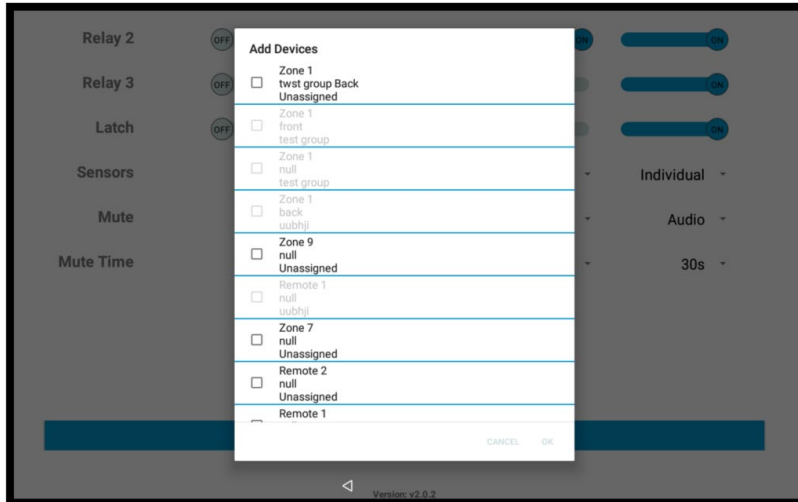 Relay 2
OFF
ON
ON
Relay 3
OFF
ON
Latch
OFF
ON
Sensors
Individual
Mute
Audio
Mute Time
30s
Add Devices
Zone 1
twst group Back
Unassigned
Zone 1
front
test group
Zone 1
null
test group
Zone 1
back
uubhji
Zone 9
null
Unassigned
Remote 1
null
uubhji
Zone 7
null
Unassigned
Remote 2
null
Unassigned
Remote 1
CANCEL OK
Version: v2.0.2